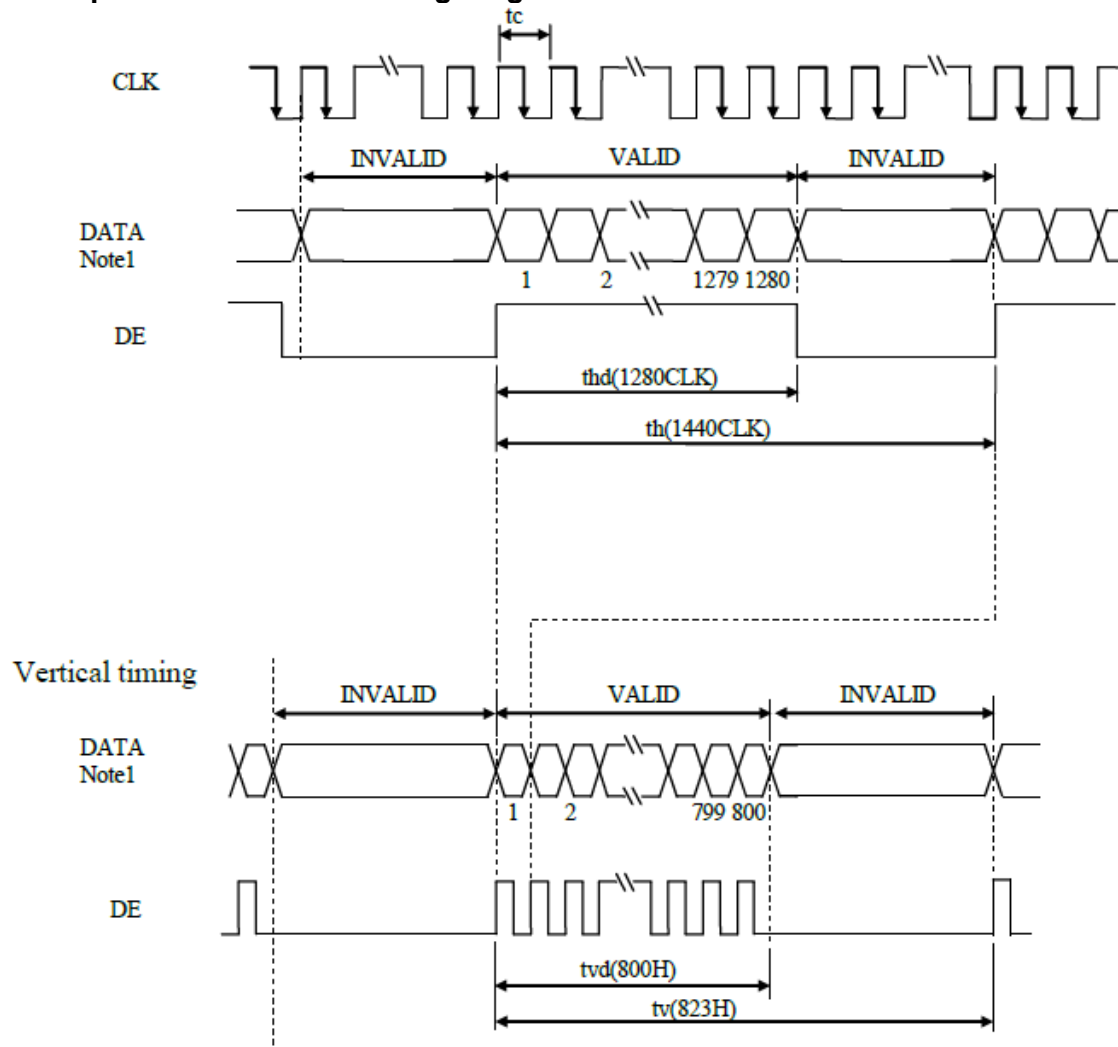 tc
CLK
INVALID VALID INVALID
DATA
Note1
1 2 1279 1280
DE
thd(1280CLK)
th(1440CLK)
Vertical timing
INVALID VALID INVALID
DATA
Note1
1 2 799 800
DE
tvd(800H)
tv(823H)